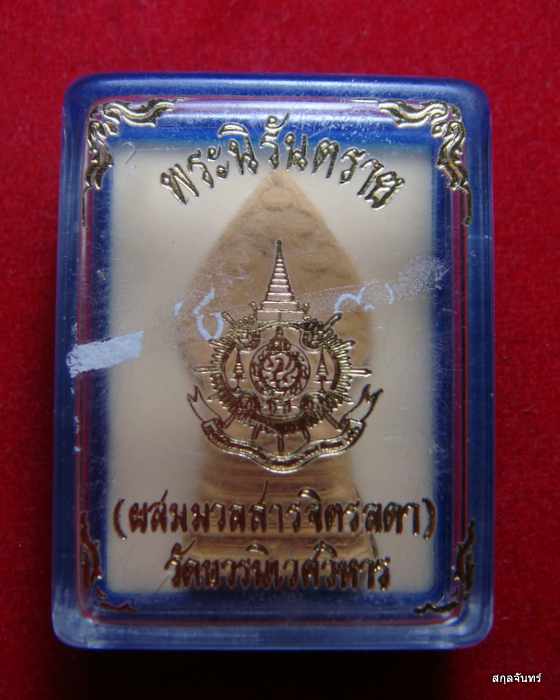 พระนิรันตราย
(ผสมมวลสารจิตรลดา)
วัดบวรนิเวศวิหาร
สกุลจันทร์